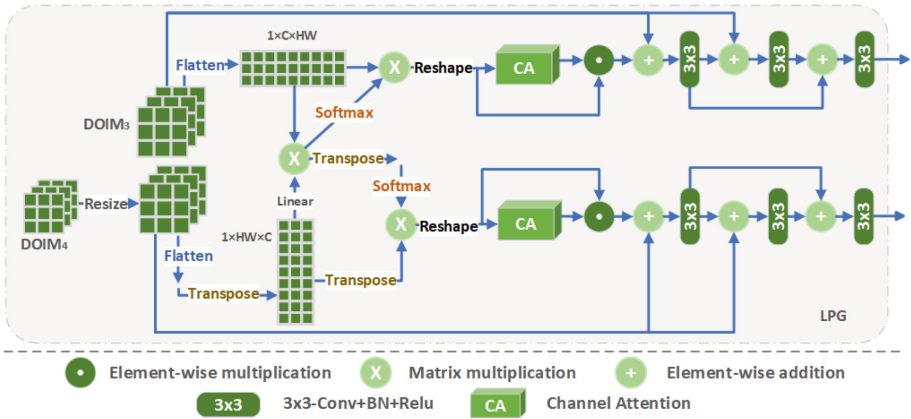 1×C×HW
Flatten
X
Reshape
CA
+
3x3
+
3x3
+
3x3
DOIM3
Softmax
X
Transpose
Softmax
DOIM4
Resize
Linear
1×HW×C
X
Reshape
CA
+
3x3
+
3x3
+
3x3
Flatten
Transpose
Transpose
LPG
Element-wise multiplication
X
Matrix multiplication
+
Element-wise addition
3x3
3x3-Conv+BN+Relu
CA
Channel Attention